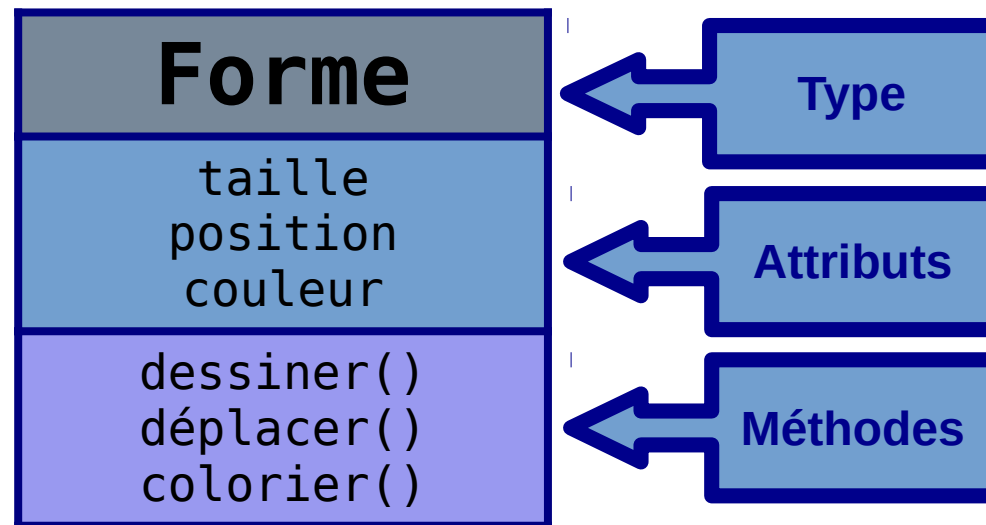 Forme
Type
taille
position
couleur
Attributs
dessiner()
déplacer()
colorier()
Méthodes